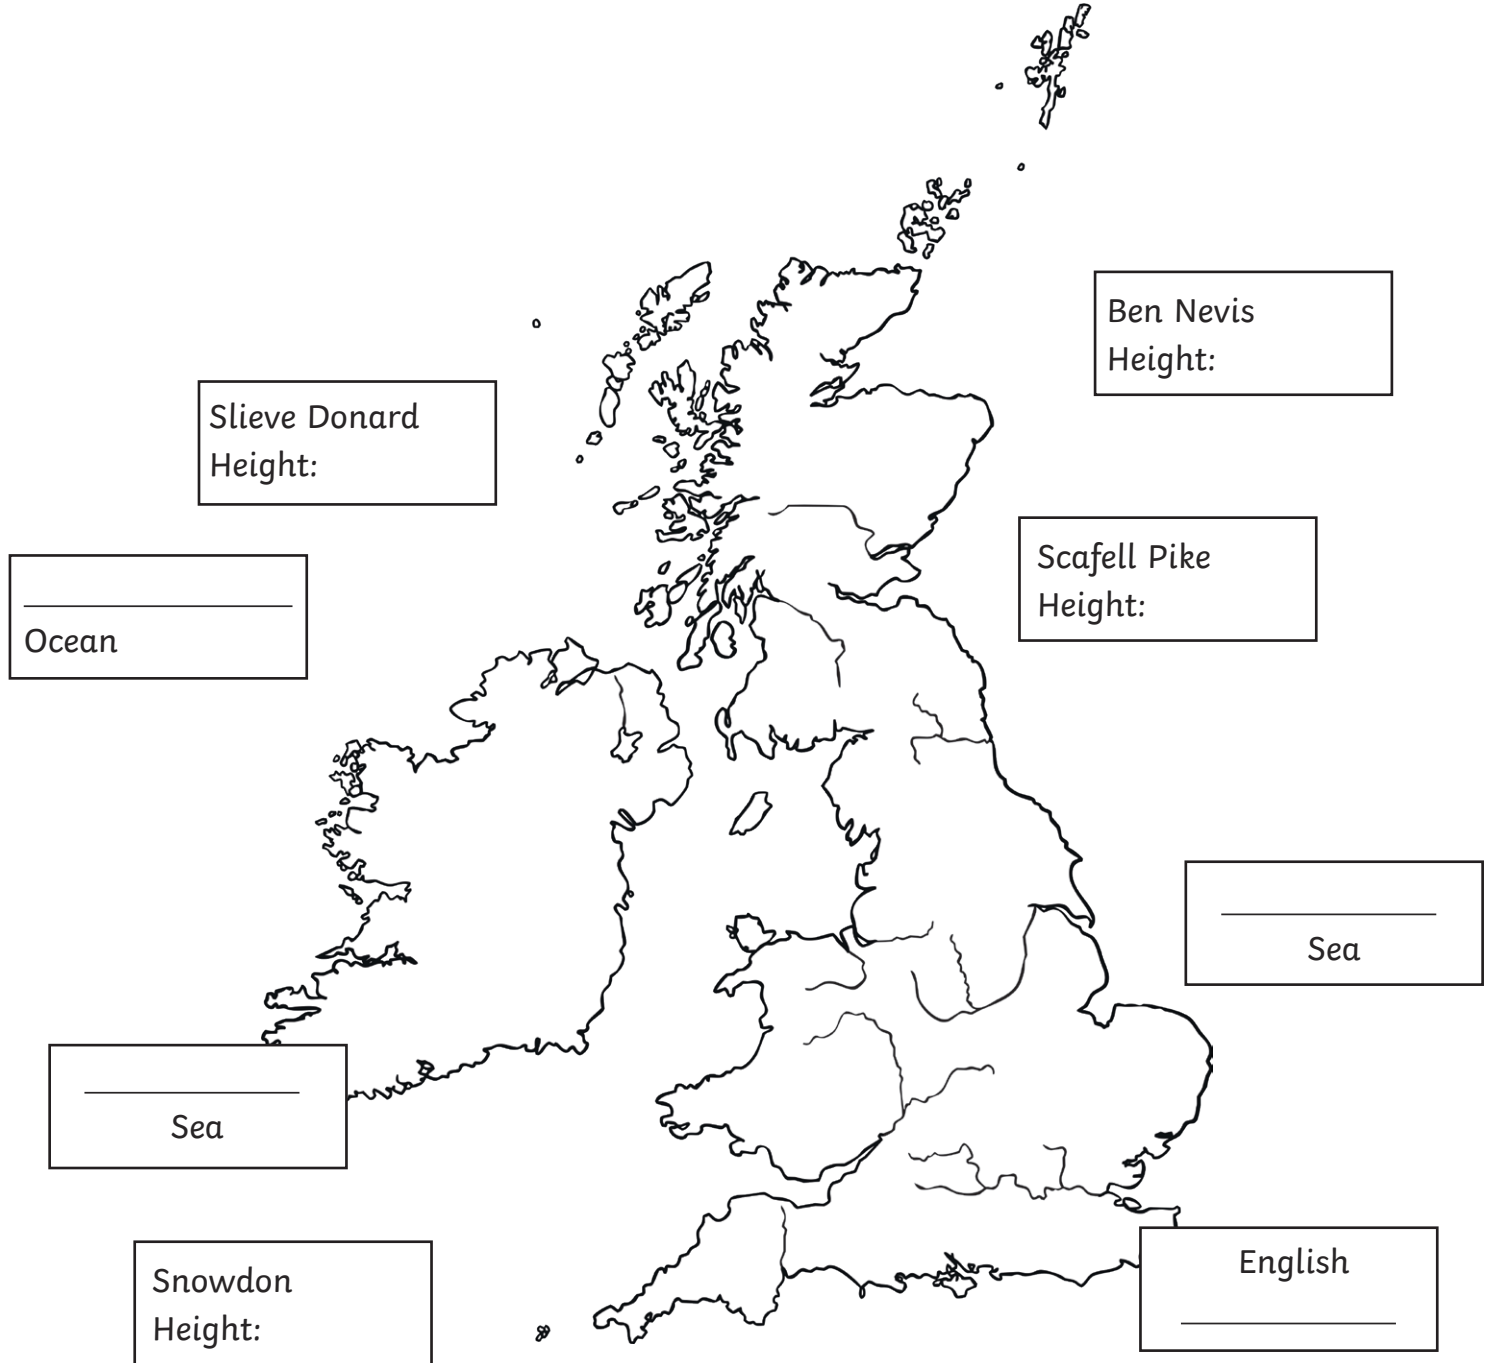 Ben Nevis
Height:
Slieve Donard
Height:
Scafell Pike
Height:
Ocean
Sea
Sea
English
Snowdon
Height: